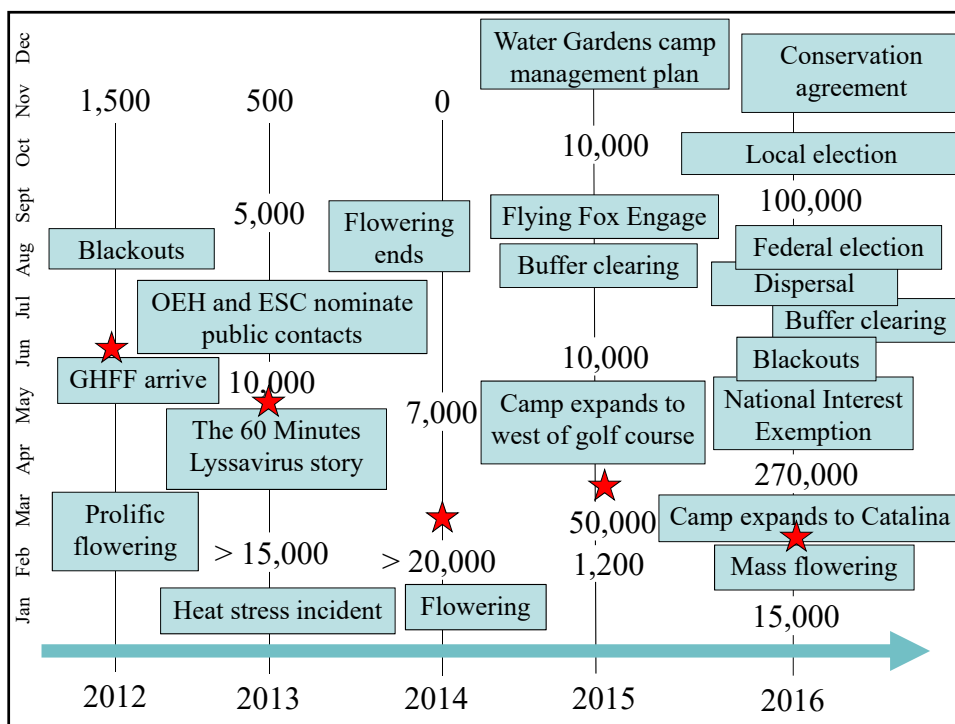 Dec
Nov
Oct
Sept
Aug
Jul
Jun
May
Apr
Mar
Feb
Jan
1,500
Blackouts
GHFF arrive
Prolific
flowering
2012
500
5,000
OEH and ESC nominate
public contacts
10,000
The 60 Minutes
Lyssavirus story
> 15,000
Heat stress incident
2013
0
Flowering
ends
7,000
> 20,000
Flowering
2014
Water Gardens camp
management plan
10,000
Flying Fox Engage
Buffer clearing
10,000
Camp expands to
west of golf course
50,000
1,200
2015
Conservation
agreement
Local election
100,000
Federal election
Dispersal
Buffer clearing
Blackouts
National Interest
Exemption
270,000
Camp expands to Catalina
Mass flowering
15,000
2016